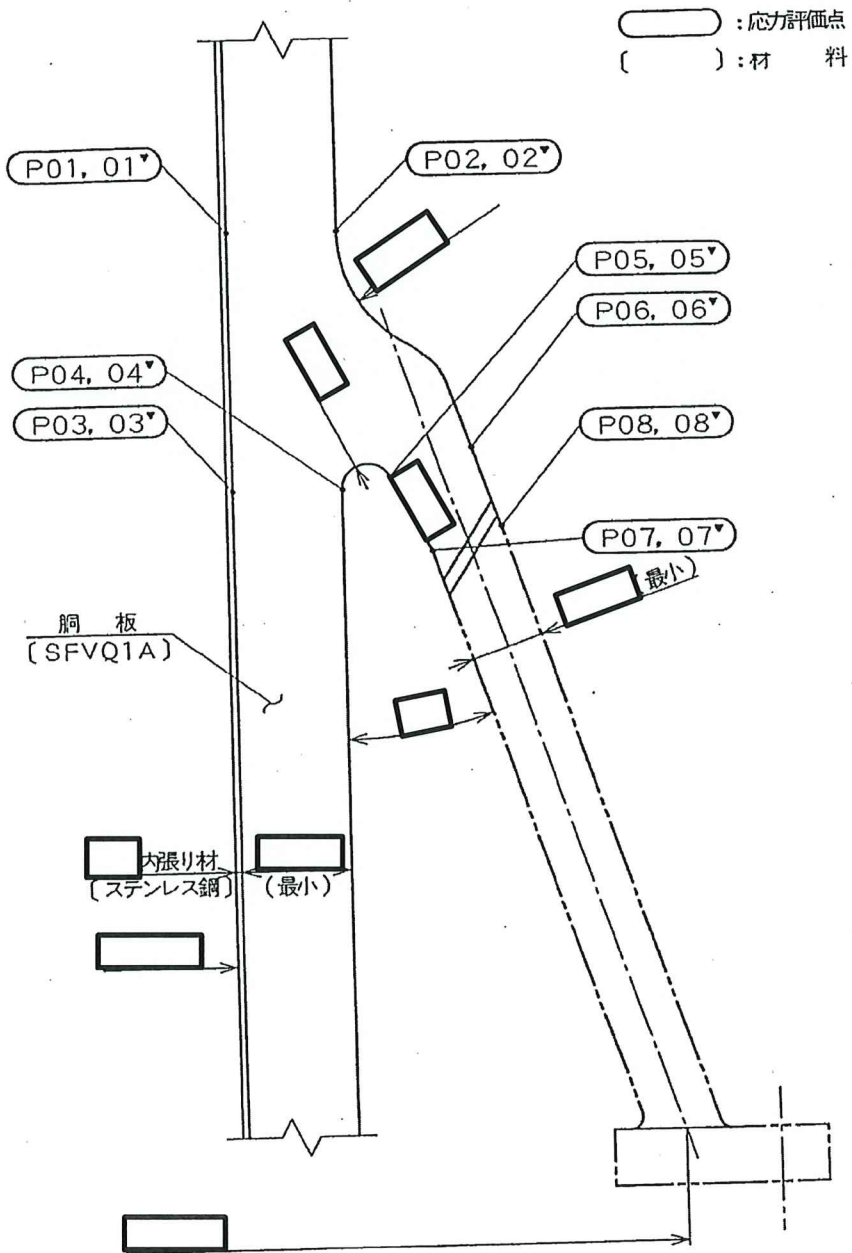 ：応力評価点
〔 〕：材 料
P01, 01▼
P02, 02▼
P05, 05▼
P06, 06▼
P04, 04▼
P03, 03▼
P08, 08▼
P07, 07▼
(最小)
胴 板
〔SFVQ1A〕
内張り材
〔ステンレス鋼〕
(最小)